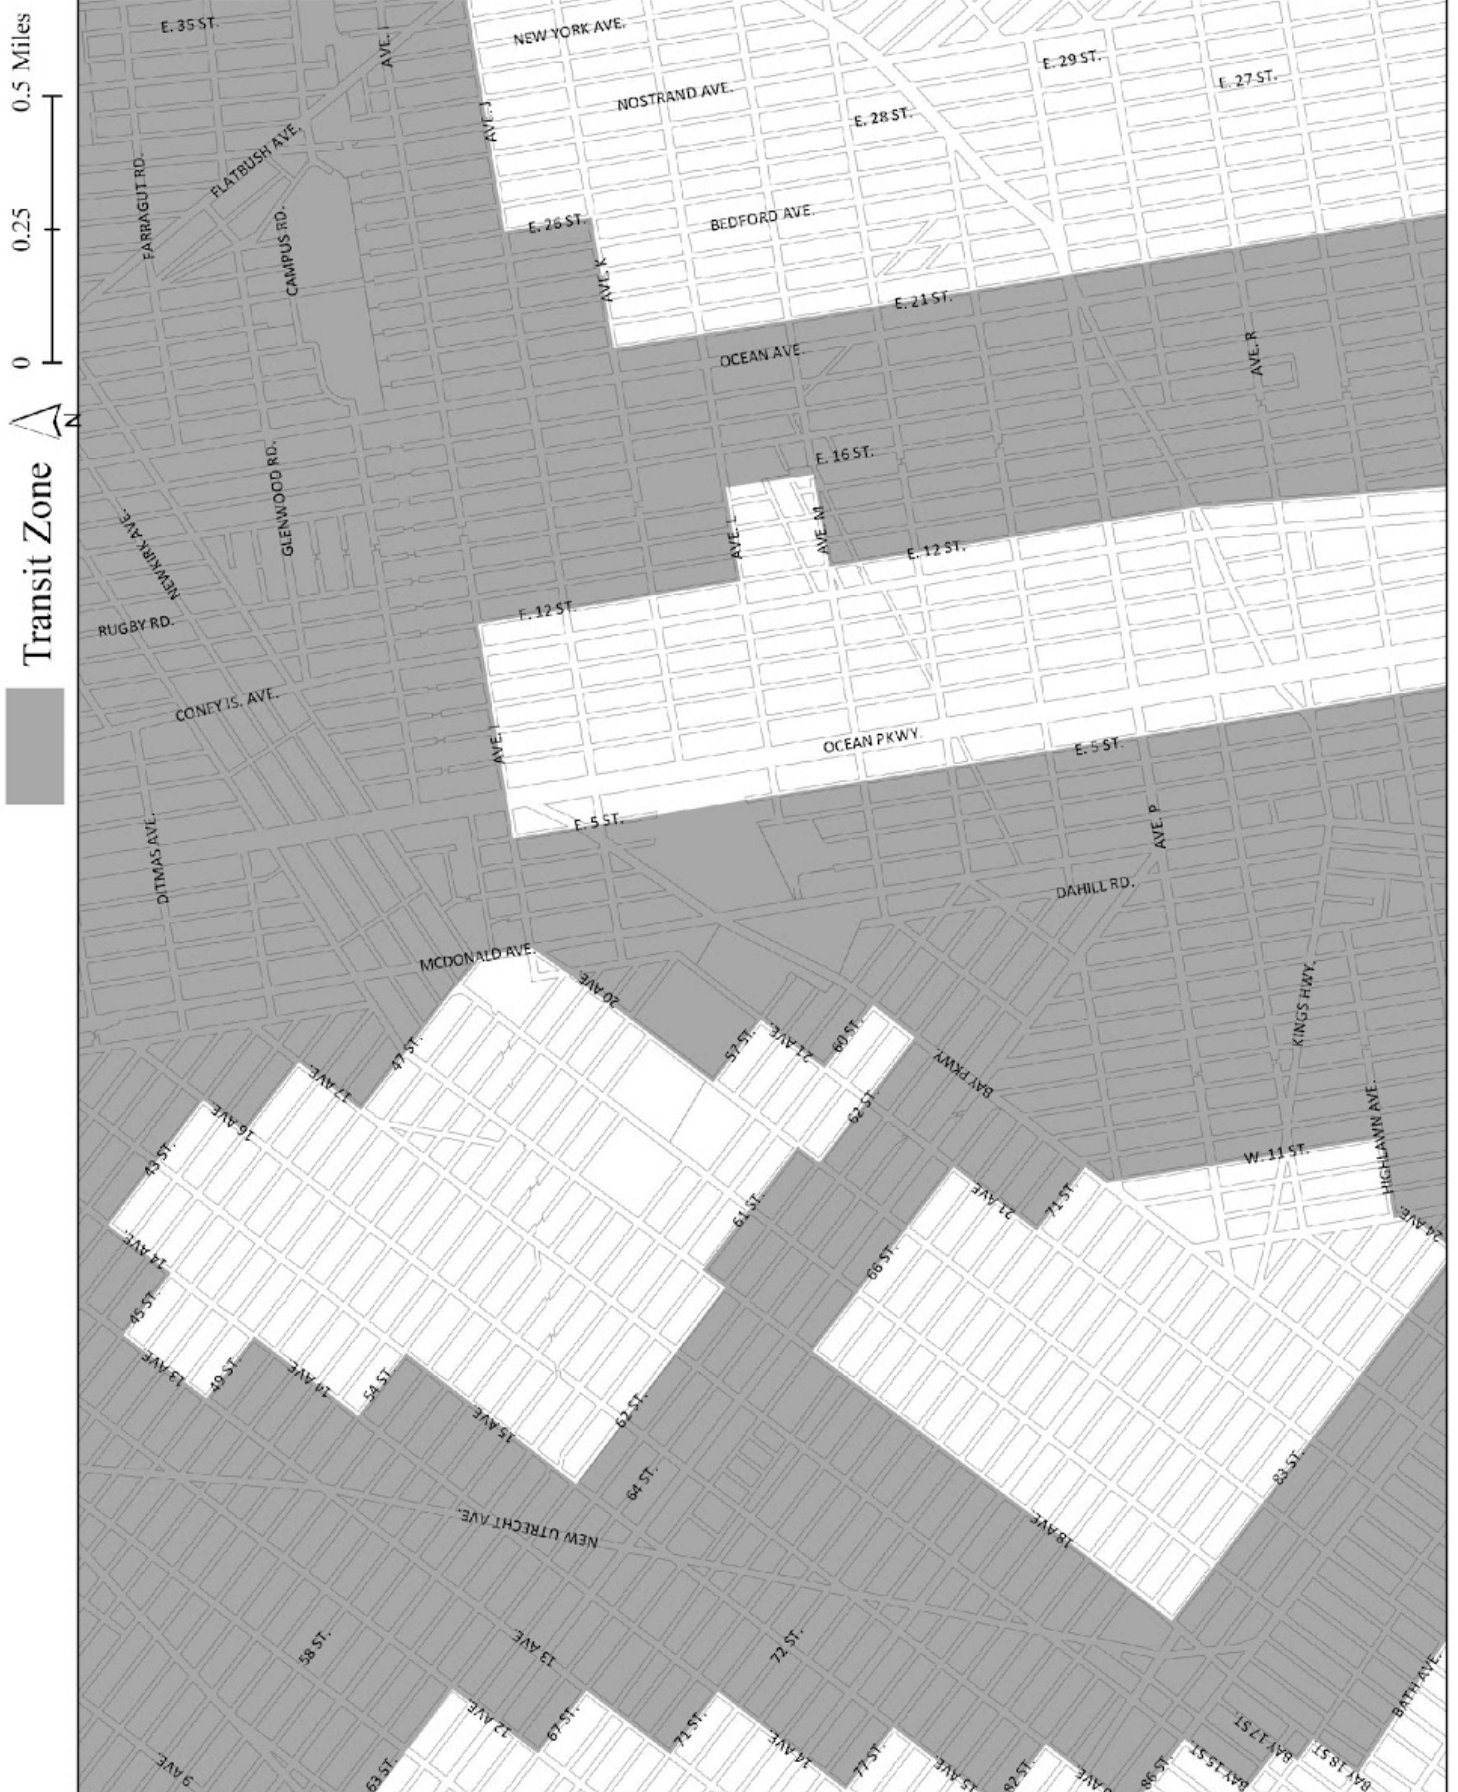 0.5 Miles
0.25
0
N
Transit Zone
E. 35 ST.
AVE. I
NEW YORK AVE.
E. 29 ST.
E. 27 ST.
NOSTRAND AVE.
E. 28 ST.
AVE. J
FLATBUSH AVE.
FARRAGUT RD.
CAMPUS RD.
E. 26 ST.
BEDFORD AVE.
AVE. K
E. 21 ST.
OCEAN AVE.
AVE. R
E. 16 ST.
GLENWOOD RD.
NEWKIRK AVE.
AVE. L
AVE. M
E. 12 ST.
E. 12 ST.
RUGBY RD.
CONEY IS. AVE.
AVE. I
OCEAN PKWY.
E. 5 ST.
E. 5 ST.
AVE. P
DITMAS AVE.
DAHILL RD.
MCDONALD AVE.
20 AVE.
KINGS HWY.
57 ST.
21 AVE.
60 ST.
47 ST.
17 AVE.
BAY PKWY.
62 ST.
16 AVE.
43 ST.
W. 11 ST.
HIGHLAWN AVE.
21 AVE.
71 ST.
61 ST.
24 AVE.
14 AVE.
66 ST.
45 ST.
13 AVE.
49 ST.
14 AVE.
54 ST.
15 AVE.
62 ST.
64 ST.
83 ST.
NEW UTRECHT AVE.
18 AVE.
58 ST.
13 AVE.
72 ST.
BATH AVE.
12 AVE.
67 ST.
71 ST.
14 AVE.
77 ST.
15 AVE.
82 ST.
86 ST.
BAY 15 ST.
BAY 17 ST.
BAY 18 ST.
9 AVE.
63 ST.